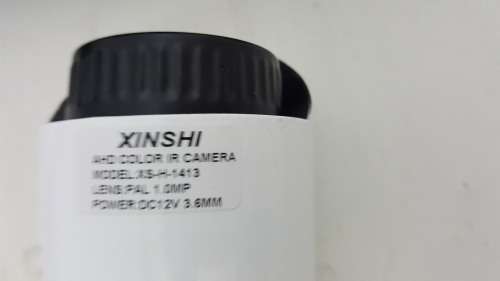 XINSHI
AHD COLOR IR CAMERA
MODEL:XS-H-1413
LENS:PAL 1.0MP
POWER:DC12V 3.6MM